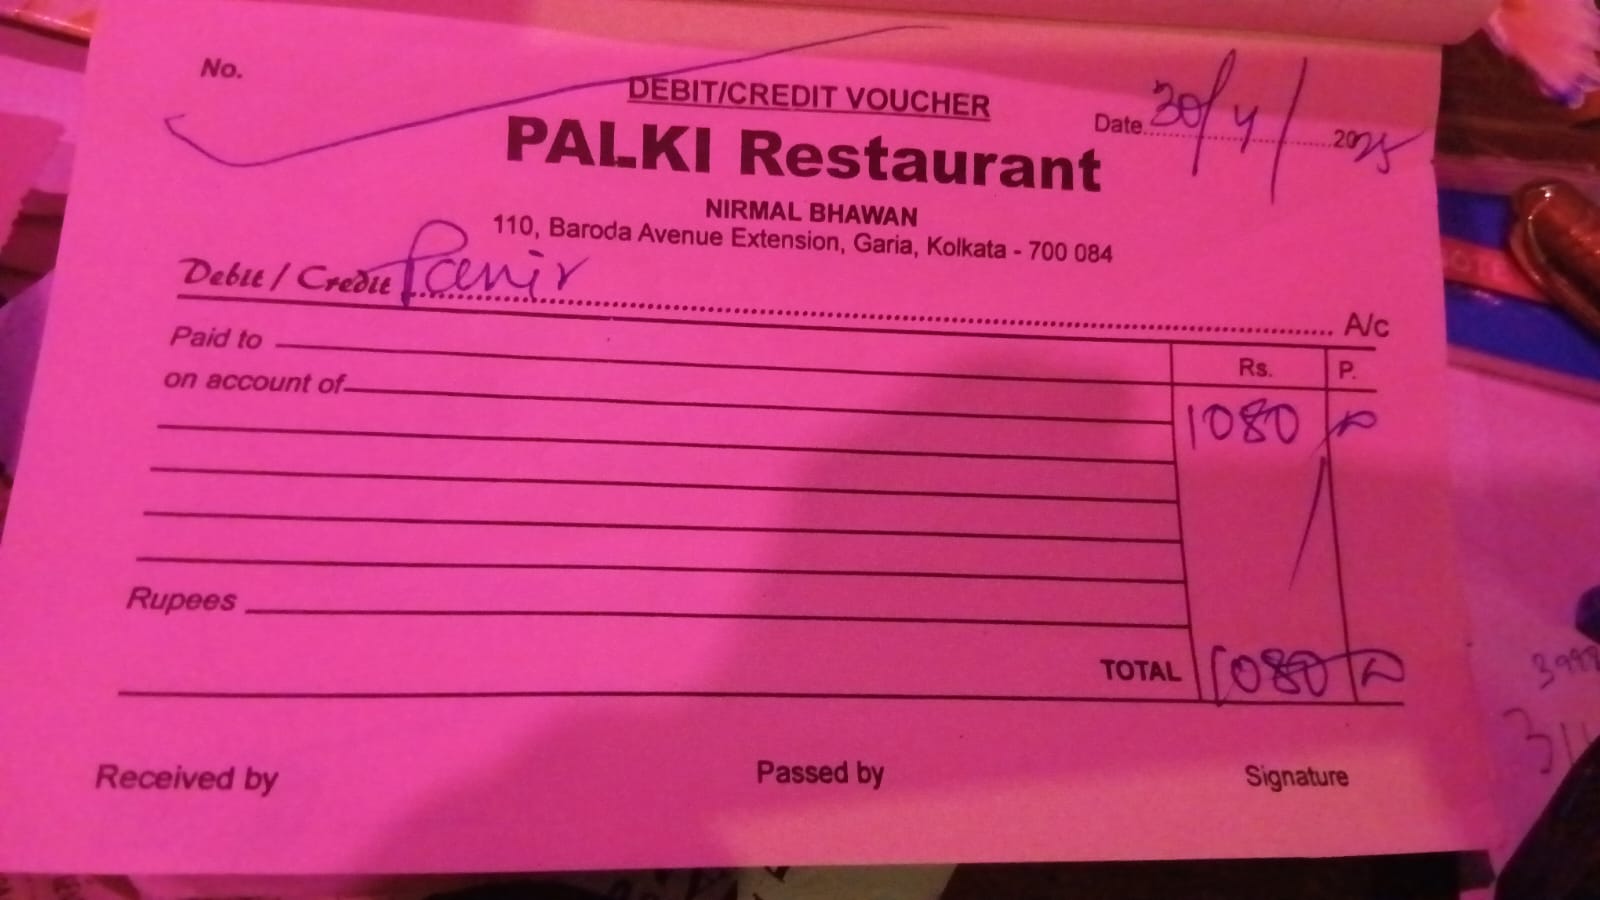 No.
DEBIT/CREDIT VOUCHER
Date 30/4/2025
PALKI Restaurant
NIRMAL BHAWAN
110, Baroda Avenue Extension, Garia, Kolkata - 700 084
Debit / Credit Panir A/c
Paid to Rs. P.
on account of
1080
Rupees
TOTAL 1080
Received by Passed by Signature